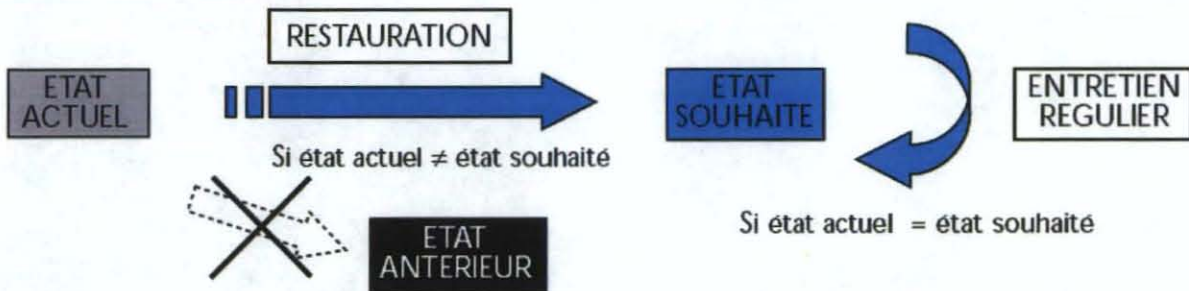 RESTAURATION
ETAT
ACTUEL
ETAT
SOUHAITE
ENTRETIEN
REGULIER
Si état actuel ≠ état souhaité
Si état actuel = état souhaité
ETAT
ANTERIEUR